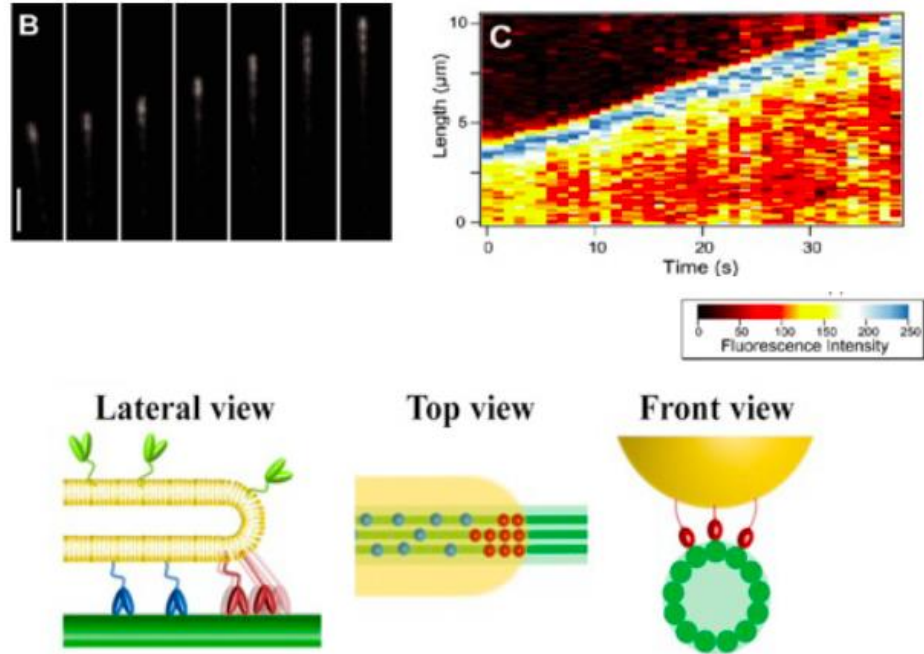 B
C
10
5
0
Length (μm)
0
10
20
30
Time (s)
0
50
100
150
200
250
Fluorescence Intensity
Lateral view
Top view
Front view